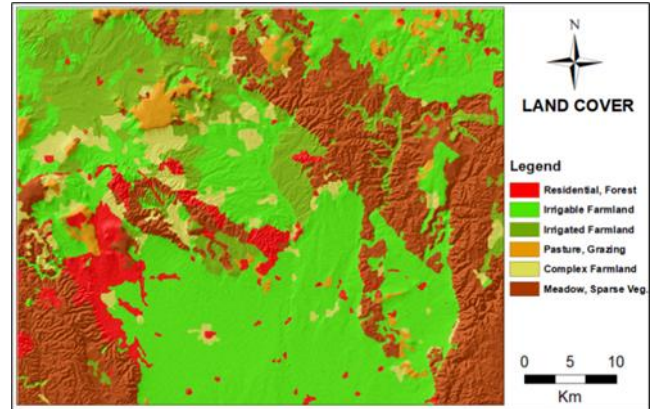 N
LAND COVER
Legend
Residential, Forest
Irrigable Farmland
Irrigated Farmland
Pasture, Grazing
Complex Farmland
Meadow, Sparse Veg.
0 5 10
Km